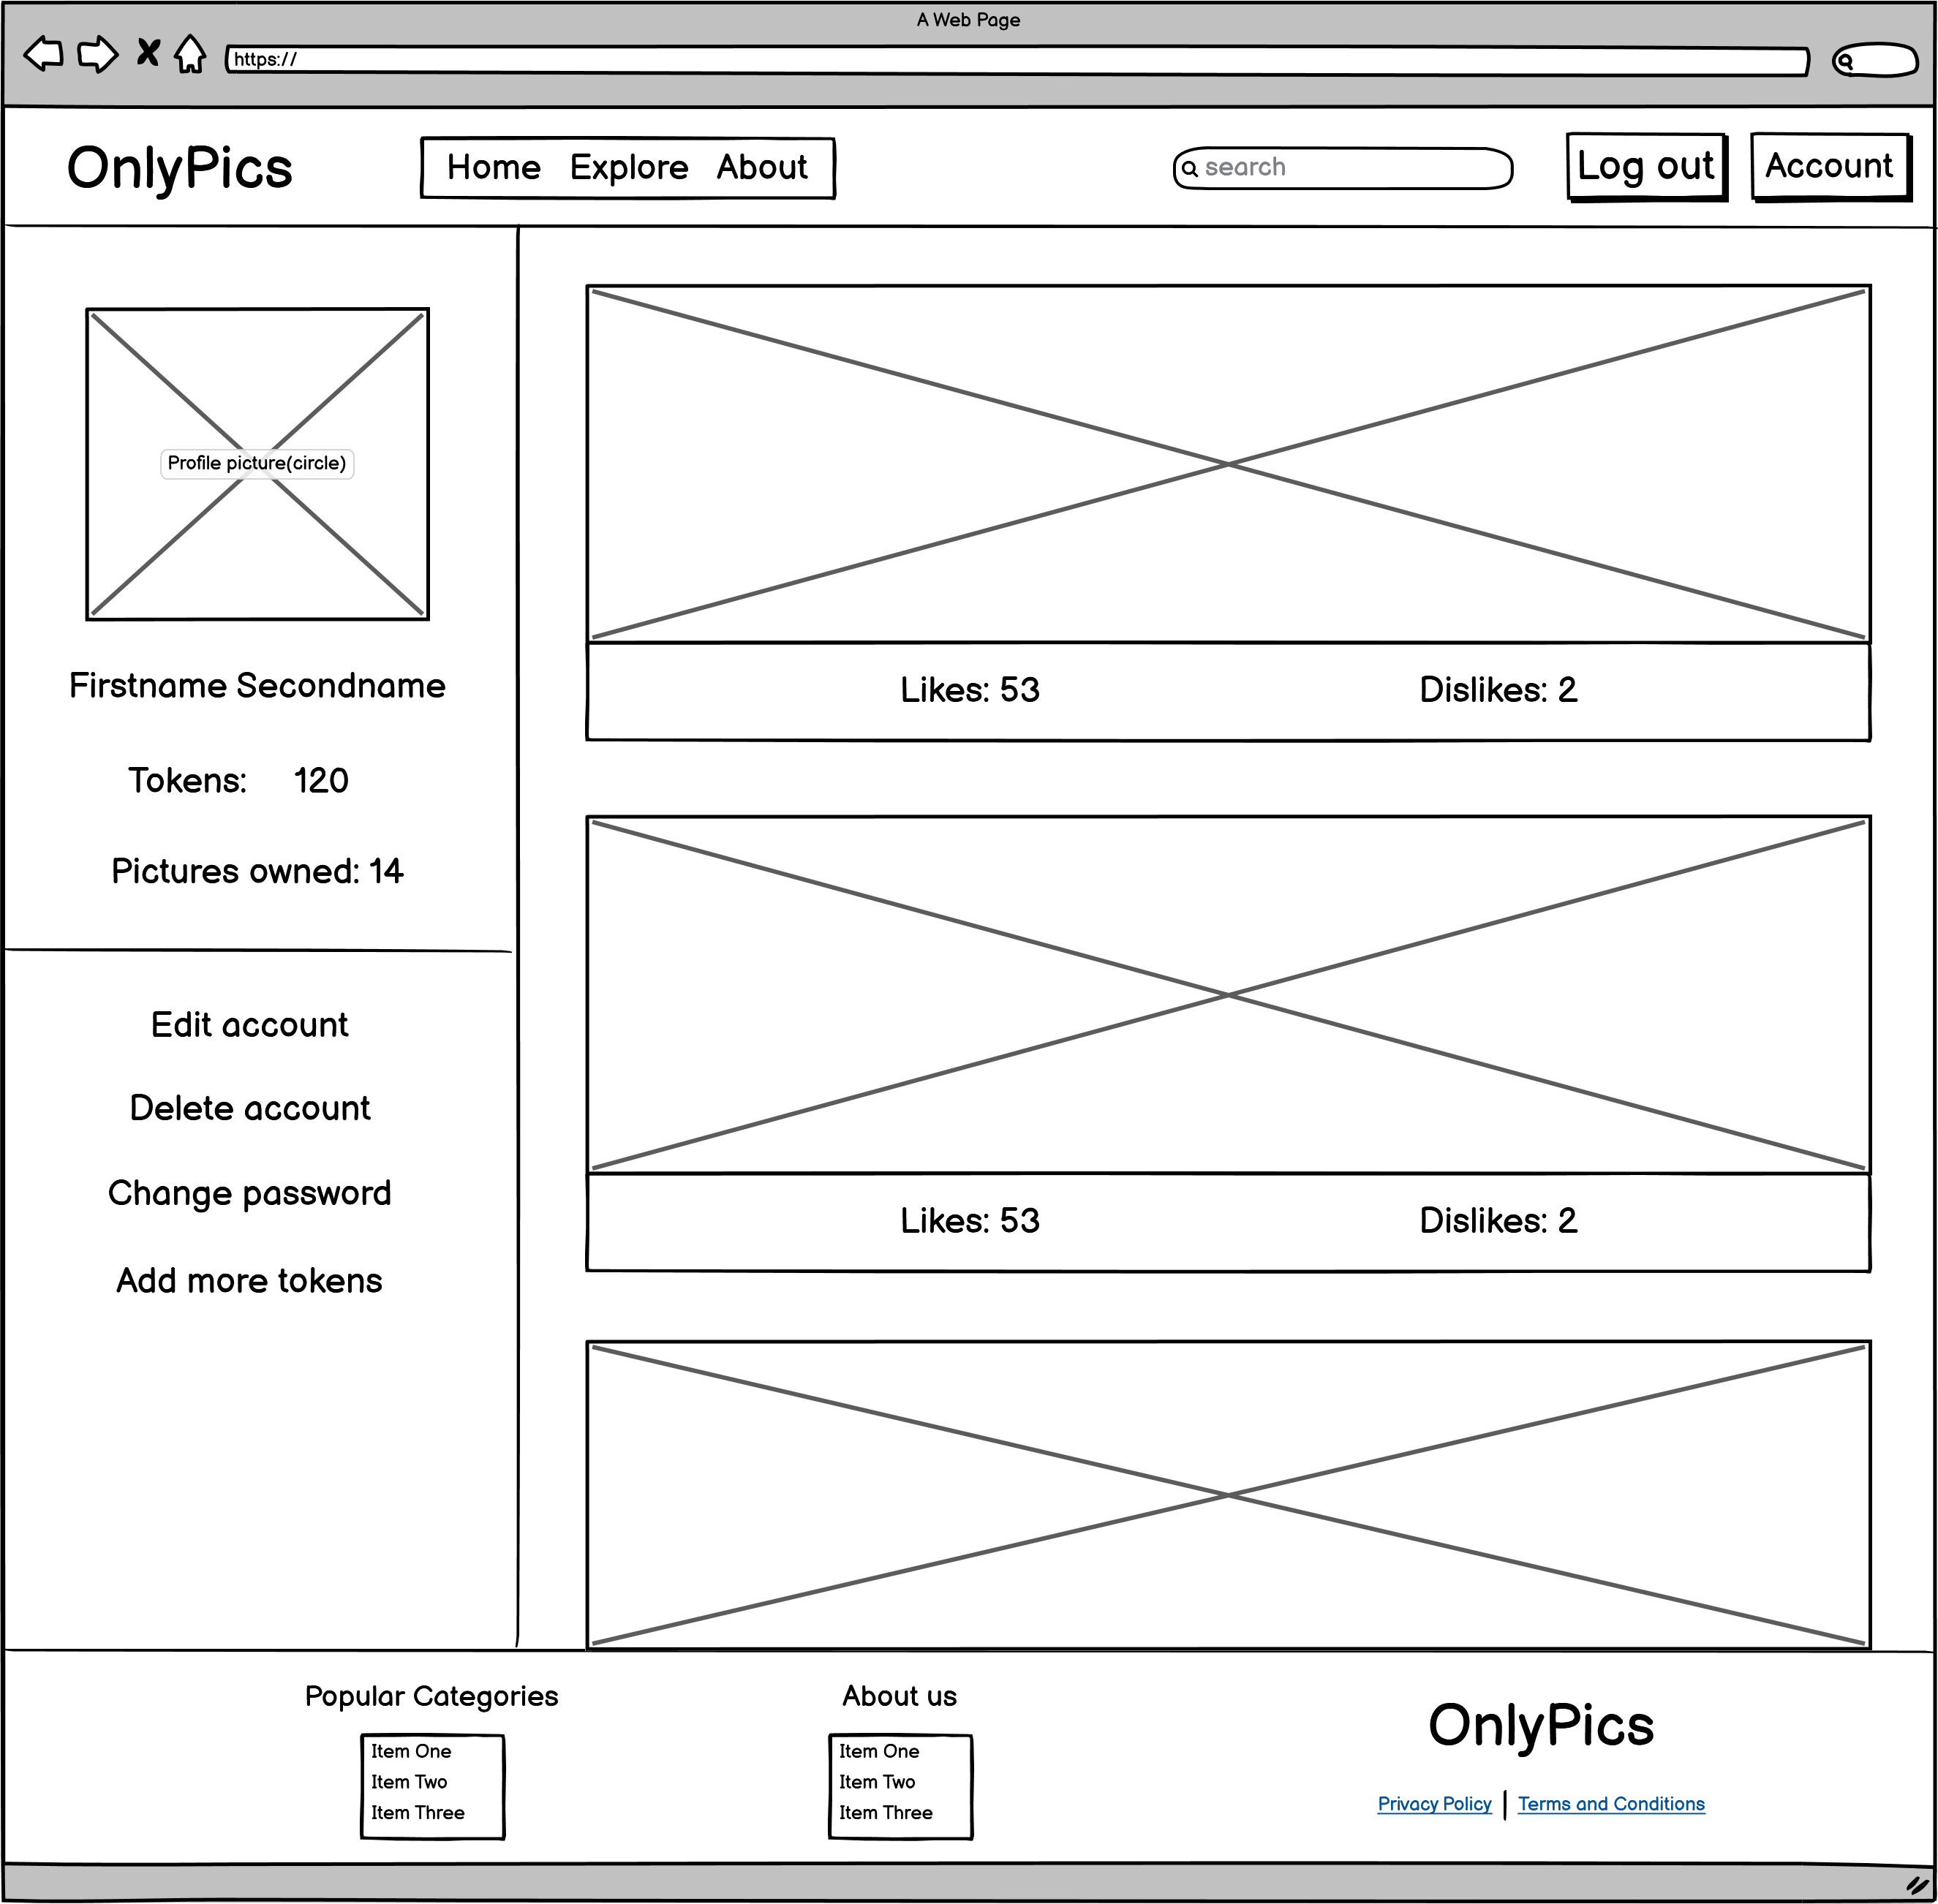 A Web Page
https://
OnlyPics
Home Explore About
search
Log out
Account
Profile picture(circle)
Firstname Secondname
Tokens: 120
Pictures owned: 14
Edit account
Delete account
Change password
Add more tokens
Likes: 53 Dislikes: 2
Likes: 53 Dislikes: 2
Popular Categories
Item One
Item Two
Item Three
About us
Item One
Item Two
Item Three
OnlyPics
Privacy Policy | Terms and Conditions